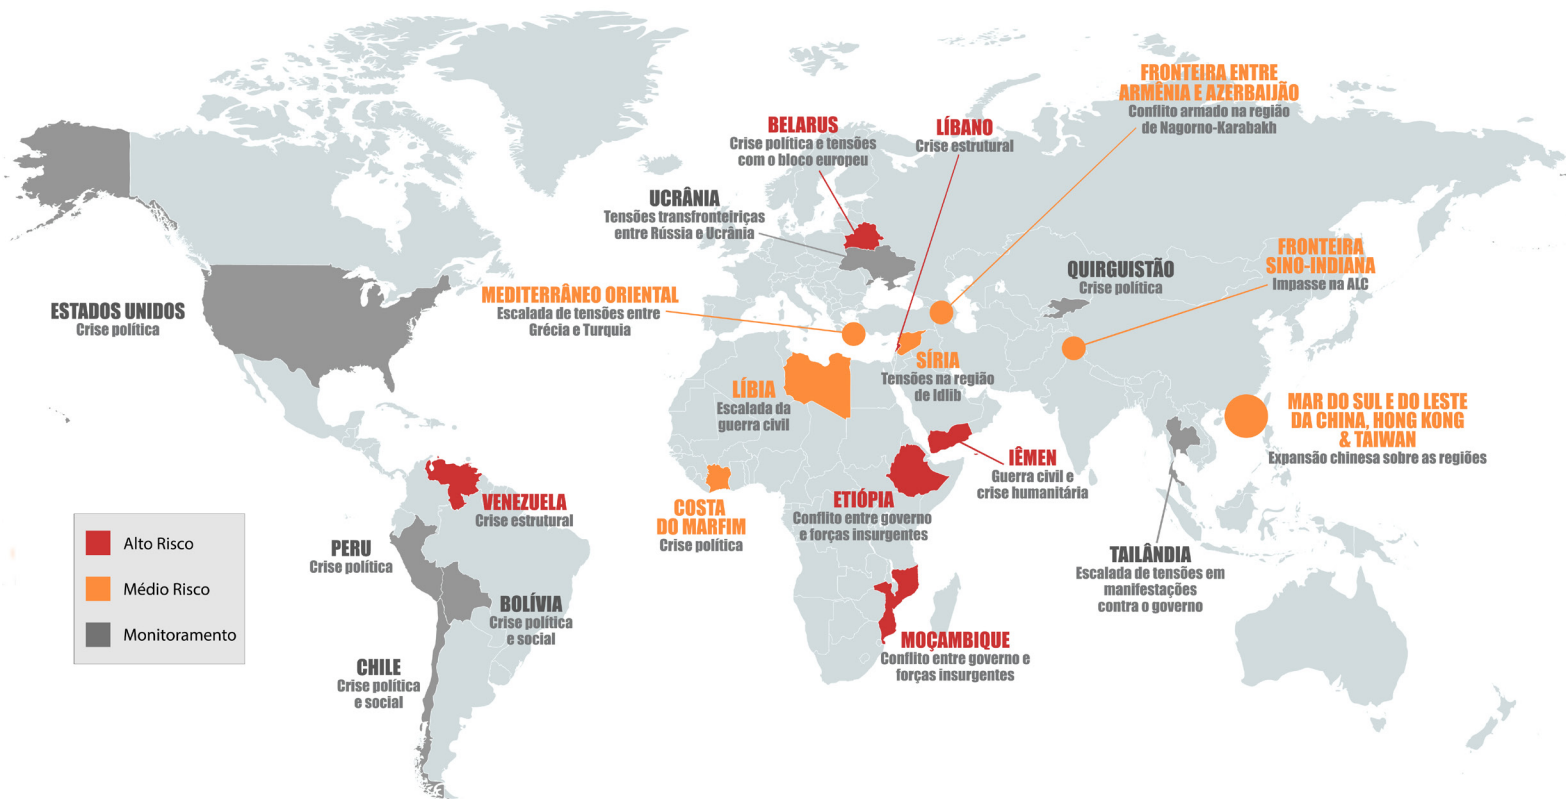 FRONTEIRA ENTRE
ARMÊNIA E AZERBAIJÃO
Conflito armado na região
de Nagorno-Karabakh
BELARUS
Crise política e tensões
com o bloco europeu
LÍBANO
Crise estrutural
UCRÂNIA
Tensões transfronteiriças
entre Rússia e Ucrânia
FRONTEIRA
SINO-INDIANA
Impasse na ALC
QUIRGUISTÃO
Crise política
ESTADOS UNIDOS
Crise política
MEDITERRÂNEO ORIENTAL
Escalada de tensões entre
Grécia e Turquia
SÍRIA
Tensões na região
de Idlib
LÍBIA
Escalada da
guerra civil
MAR DO SUL E DO LESTE
DA CHINA, HONG KONG
& TAIWAN
Expansão chinesa sobre as regiões
IÊMEN
Guerra civil e
crise humanitária
VENEZUELA
Crise estrutural
ETIÓPIA
Conflito entre governo
e forças insurgentes
COSTA
DO MARFIM
Crise política
PERU
Crise política
TAILÂNDIA
Escalada de tensões em
manifestações
contra o governo
BOLÍVIA
Crise política
e social
MOÇAMBIQUE
Conflito entre governo e
forças insurgentes
CHILE
Crise política
e social
Alto Risco
Médio Risco
Monitoramento